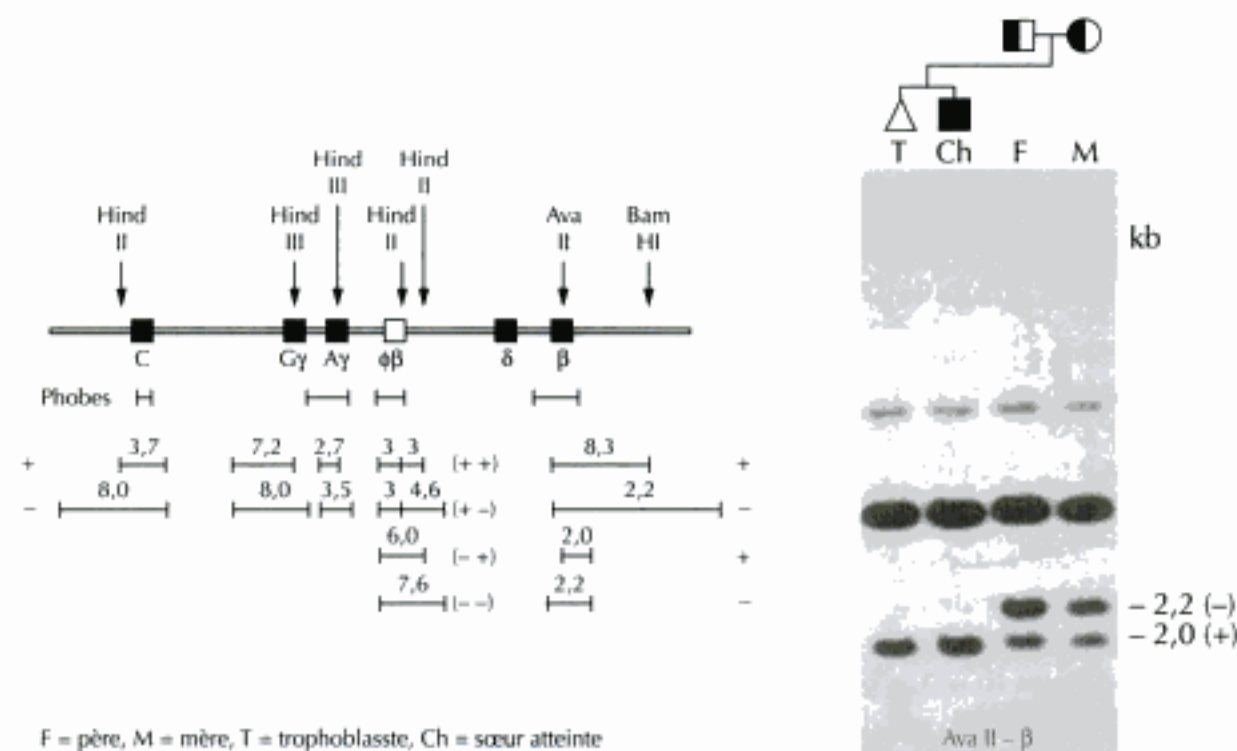 Hind III
Hind II
Hind II
Hind III
Hind II
Ava II
Bam HI
C
Gγ
Aγ
ϕβ
δ
β
Phobes
+
3,7
7,2
2,7
3 3
(+ +)
8,3
+
–
8,0
8,0
3,5
3 4,6
(+ –)
2,2
–
6,0
(– +)
2,0
+
7,6
(– –)
2,2
–
F = père, M = mère, T = trophoblasste, Ch = sœur atteinte
T Ch F M
kb
– 2,2 (–)
– 2,0 (+)
Ava II – β